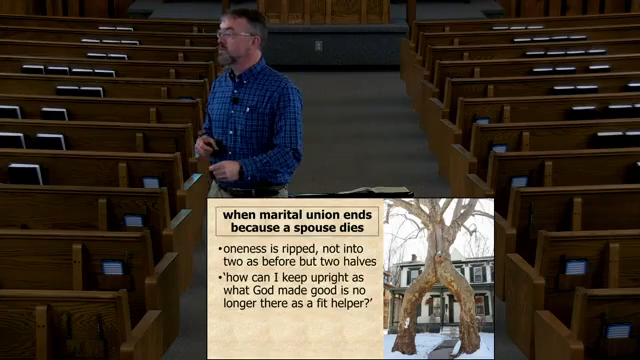 when marital union ends
because a spouse dies
•oneness is ripped, not into
two as before but two halves
•‘how can I keep upright as
what God made good is no
longer there as a fit helper?’